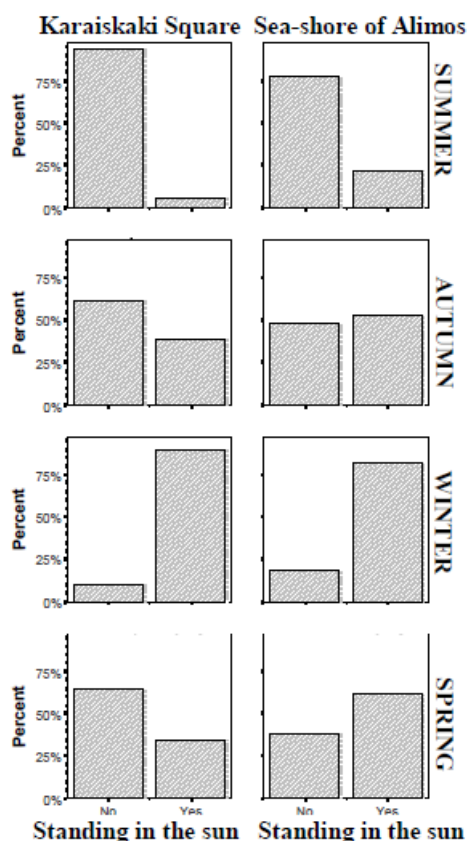 Karaiskaki Square Sea-shore of Alimos
Percent
75%
50%
25%
0%
SUMMER
Percent
75%
50%
25%
0%
AUTUMN
Percent
75%
50%
25%
0%
WINTER
Percent
75%
50%
25%
0%
SPRING
No Yes No Yes
Standing in the sun Standing in the sun